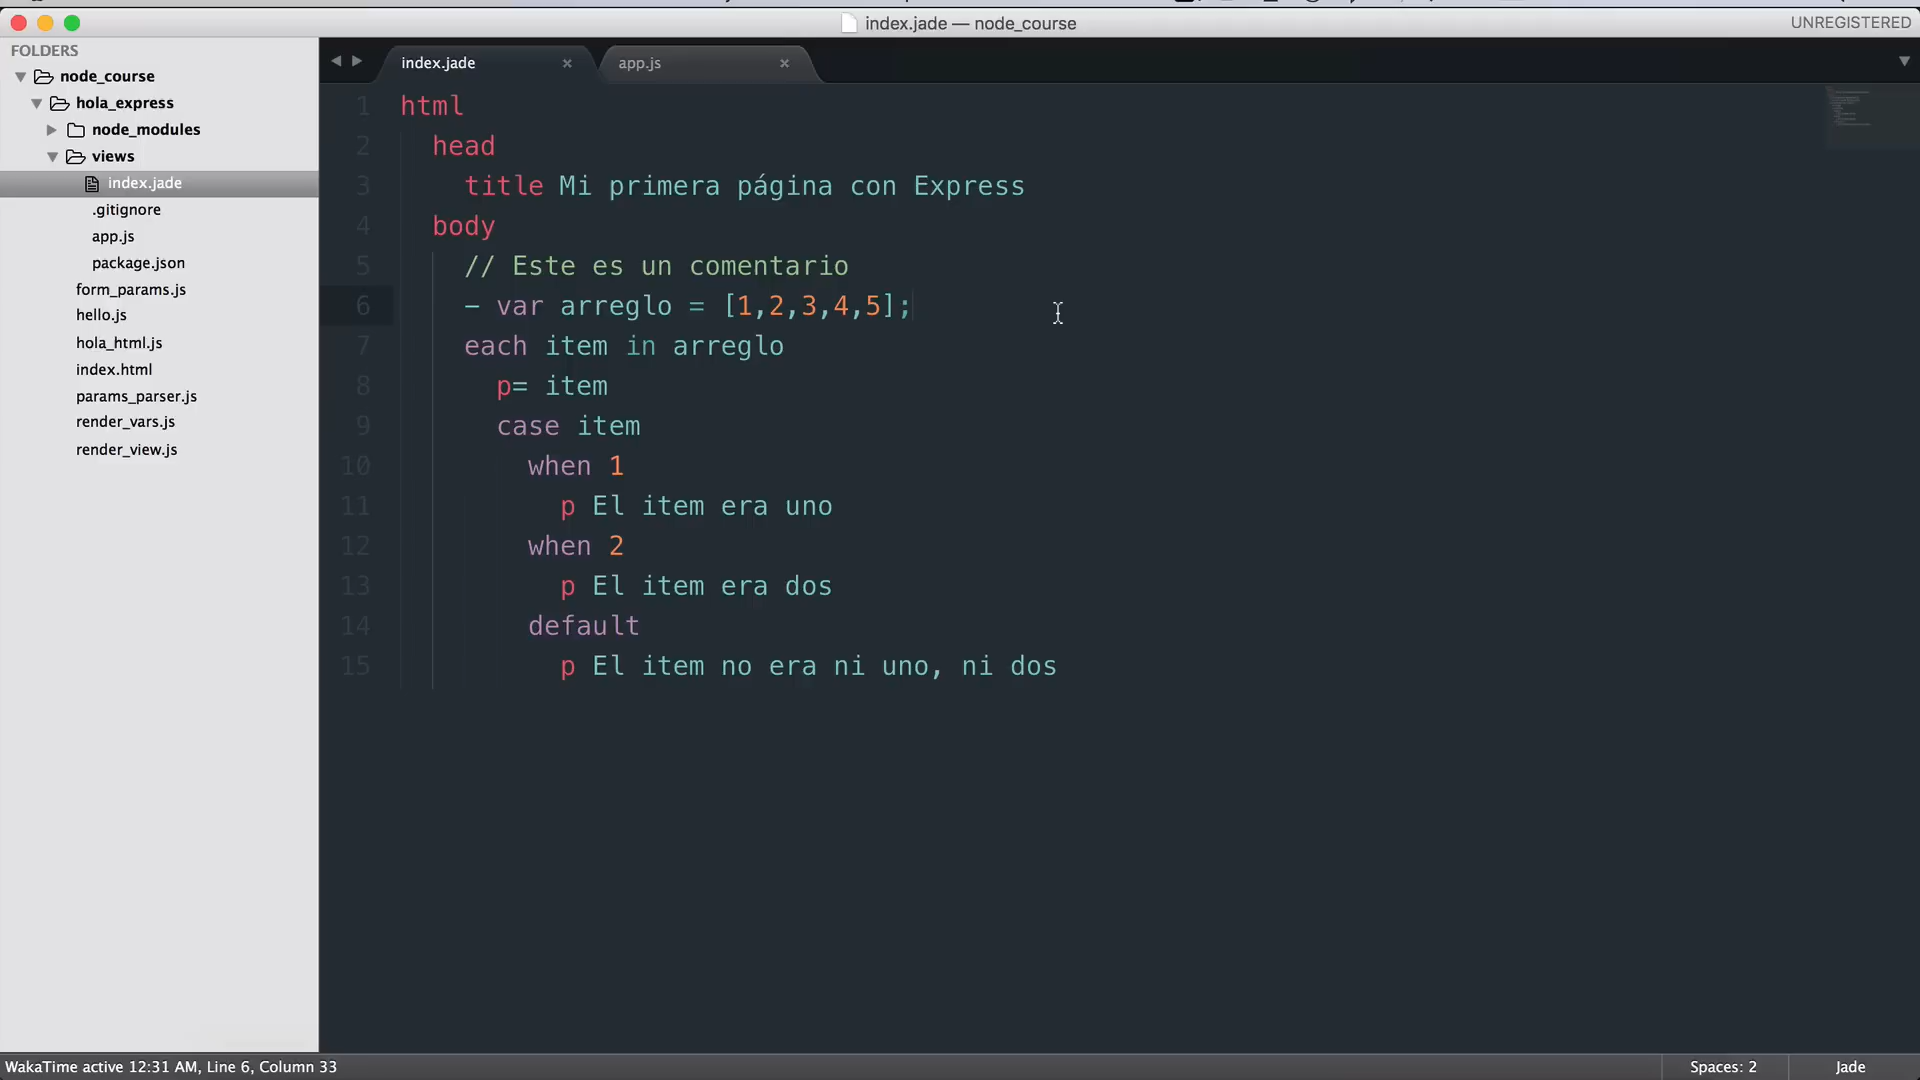 index.jade — node_course
UNREGISTERED
FOLDERS
node_course
hola_express
node_modules
views
index.jade
.gitignore
app.js
package.json
form_params.js
hello.js
hola_html.js
index.html
params_parser.js
render_vars.js
render_view.js
index.jade
app.js
1 html
2 head
3 title Mi primera página con Express
4 body
5 // Este es un comentario
6 - var arreglo = [1,2,3,4,5];
7 each item in arreglo
8 p= item
9 case item
10 when 1
11 p El item era uno
12 when 2
13 p El item era dos
14 default
15 p El item no era ni uno, ni dos
WakaTime active 12:31 AM, Line 6, Column 33
Spaces: 2
Jade